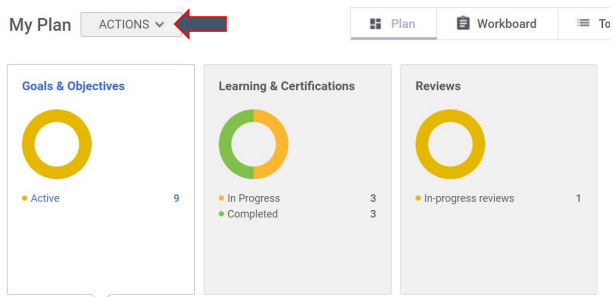 My Plan ACTIONS Plan Workboard
Goals & Objectives Learning & Certifications Reviews
Active 9 In Progress 3 In-progress reviews 1
Completed 3